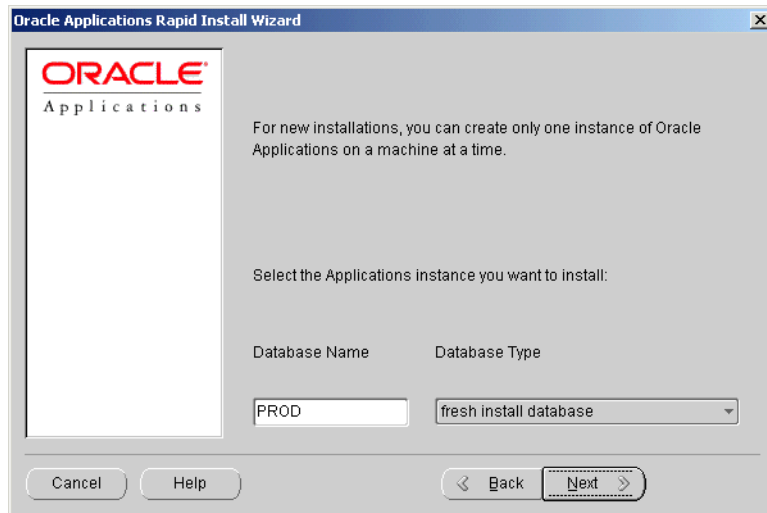 Oracle Applications Rapid Install Wizard
ORACLE
Applications
For new installations, you can create only one instance of Oracle
Applications on a machine at a time.
Select the Applications instance you want to install:
Database Name Database Type
PROD fresh install database
Cancel Help Back Next